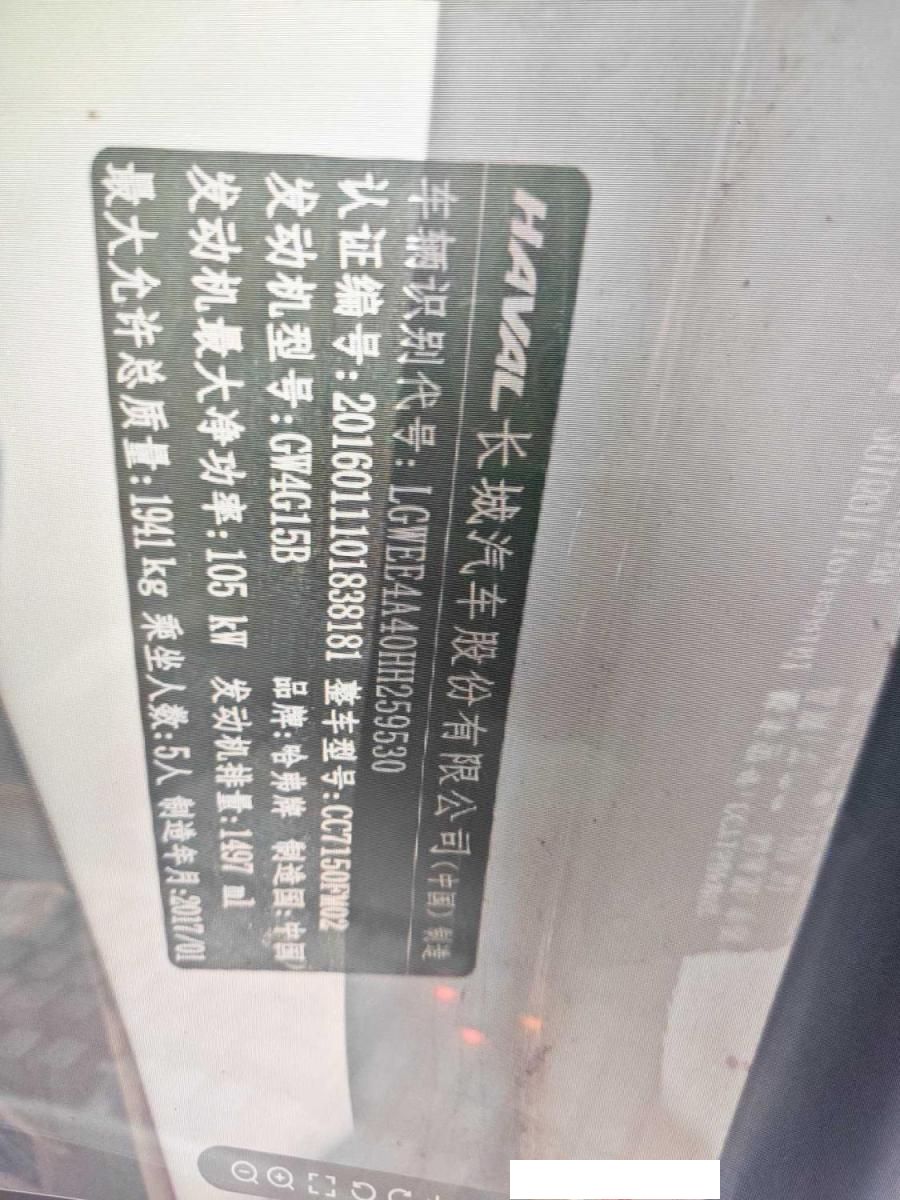 HAVAL 长城汽车股份有限公司(中国) 制造
车辆识别代号:LGWEE4A40HH259530
认证编号:2016011101838181 整车型号:CC7150FM02
发动机型号:GW4G15B 品牌:哈弗牌 制造国:中国
发动机最大净功率:105 kW 发动机排量:1497 ml
最大允许总质量:1941kg 乘坐人数:5人 制造年月:2017/01